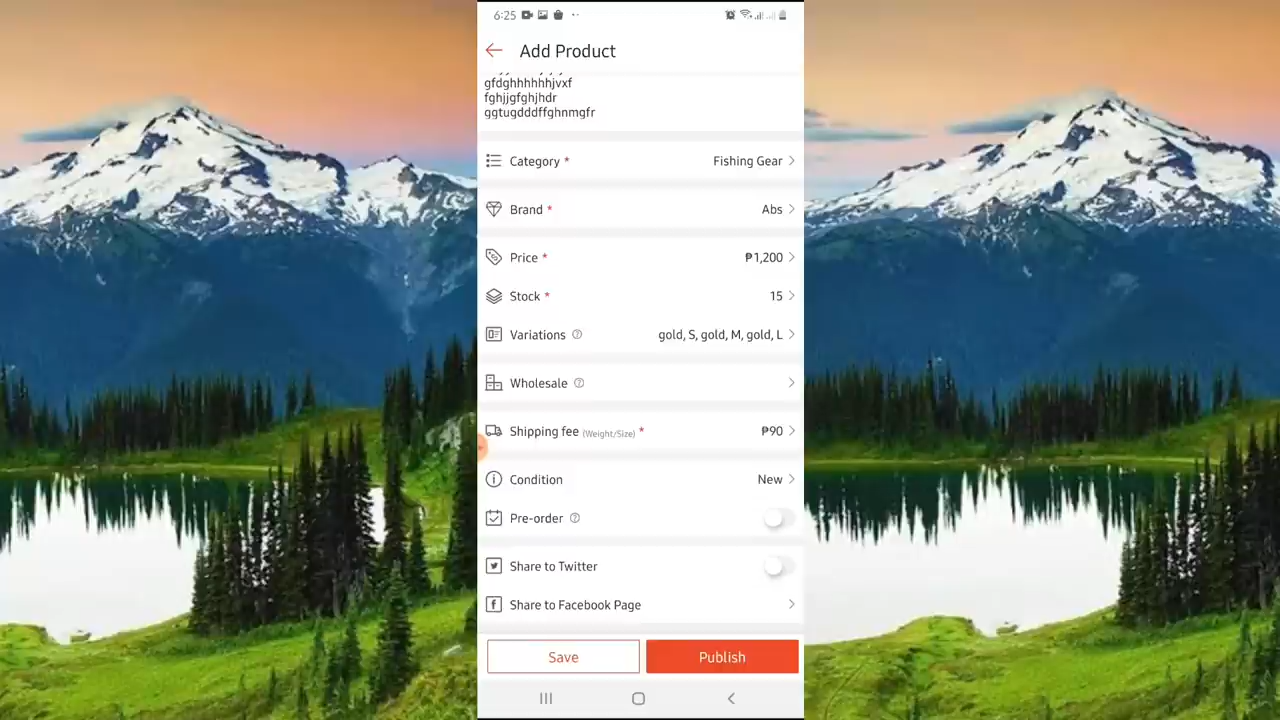 6:25
Add Product
gfdghhhhhhjvxf
fghjjgfghjhdr
ggtugdddffghnmgfr
Category * Fishing Gear
Brand * Abs
Price * ₱1,200
Stock * 15
Variations gold, S, gold, M, gold, L
Wholesale
Shipping fee (Weight/Size) * ₱90
Condition New
Pre-order
Share to Twitter
Share to Facebook Page
Save Publish